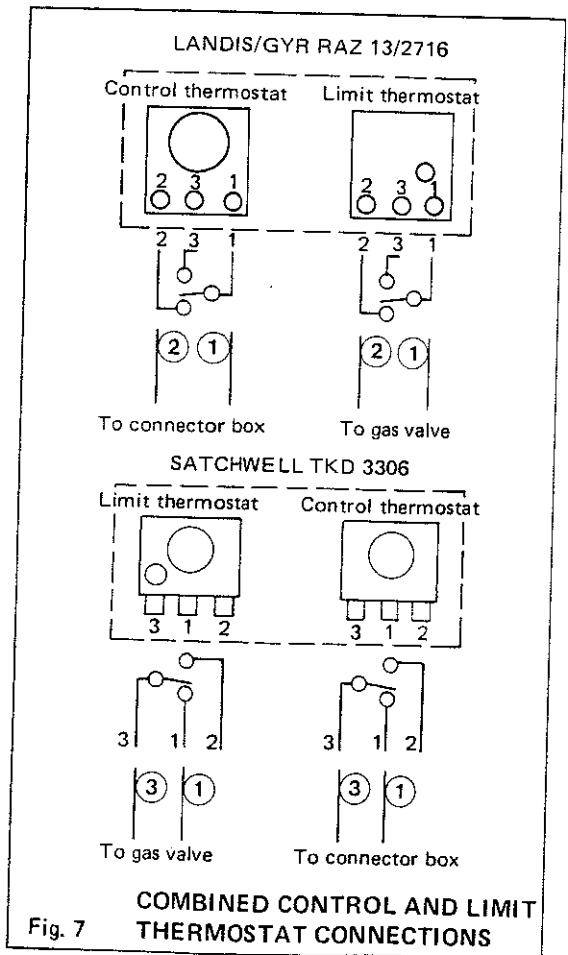 LANDIS/GYR RAZ 13/2716
Control thermostat Limit thermostat
2 3 1 2 3 1
2 3 1 2 3 1
2 1 2 1
To connector box To gas valve
SATCHWELL TKD 3306
Limit thermostat Control thermostat
3 1 2 3 1 2
3 1 2 3 1 2
3 1 3 1
To gas valve To connector box
COMBINED CONTROL AND LIMIT
Fig. 7 THERMOSTAT CONNECTIONS